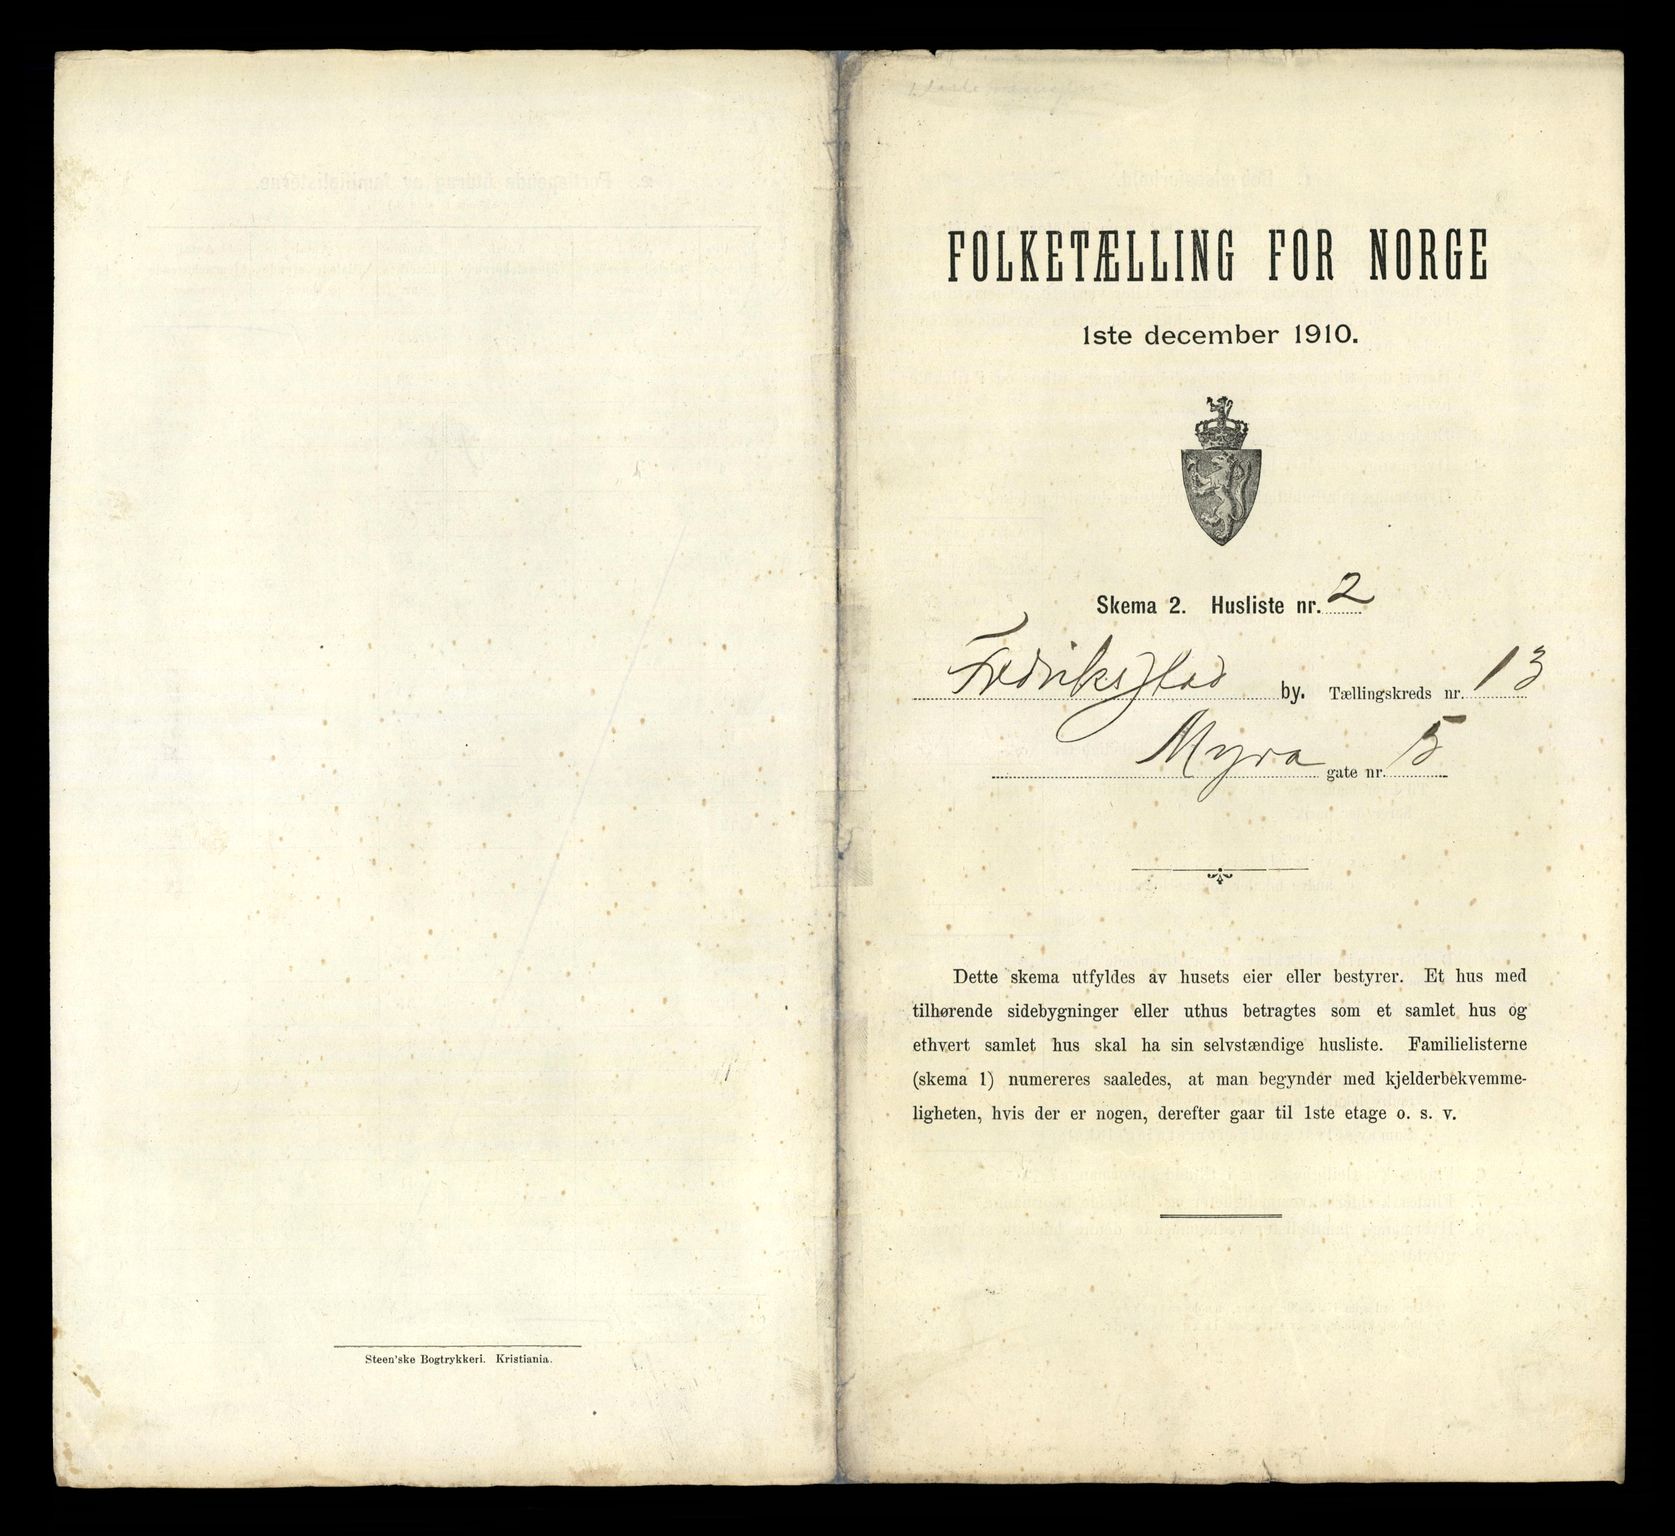 FOLKETÆLLING FOR NORGE
1ste december 1910.
Skema 2. Husliste nr. 2
Fredriksstad by. Tællingskreds nr. 13
Myra gate nr. 5
Dette skema utfyldes av husets eier eller bestyrer. Et hus med
tilhørende sidebygninger eller uthus betragtes som et samlet hus og
ethvert samlet hus skal ha sin selvstændige husliste. Familielisterne
(skema 1) numereres saaledes, at man begynder med kjelderbekvemme-
ligheten, hvis der er nogen, derefter gaar til 1ste etage o. s. v.
Steen'ske Bogtrykkeri. Kristiania.